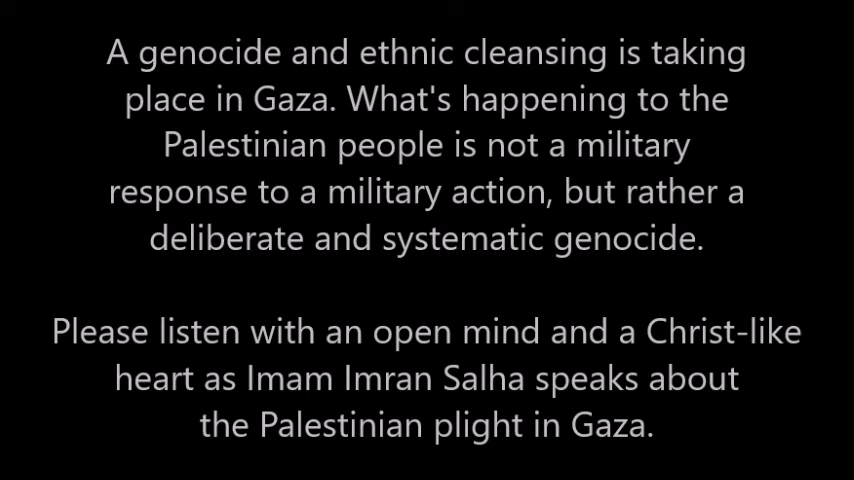 A genocide and ethnic cleansing is taking
place in Gaza. What's happening to the
Palestinian people is not a military
response to a military action, but rather a
deliberate and systematic genocide.
Please listen with an open mind and a Christ-like
heart as Imam Imran Salha speaks about
the Palestinian plight in Gaza.